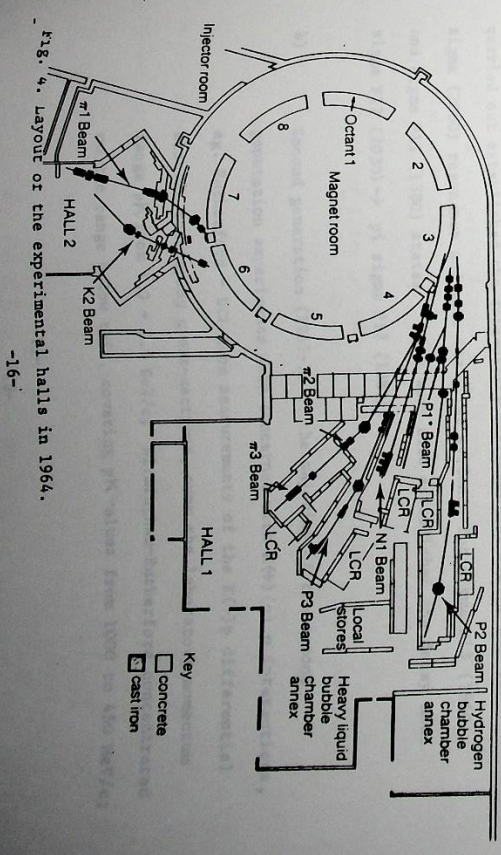 Injector room
Octant 1
2
3
4
5
6
7
8
Magnet room
π1 Beam
HALL 2
K2 Beam
π2 Beam
π3 Beam
LCR
P1* Beam
LCR
LCR
N1 Beam
LCR
P3 Beam
LCR
P2 Beam
Local
stores
Hydrogen
bubble
chamber
annex
Heavy liquid
bubble
chamber
annex
HALL 1
Key
concrete
cast iron
Fig. 4. Layout of the experimental halls in 1964.
-16-